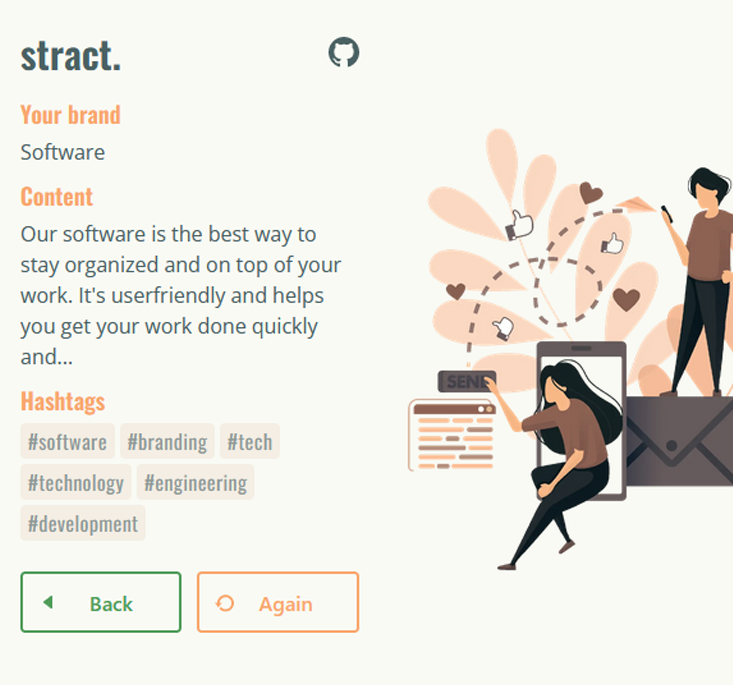 stract.
Your brand
Software
Content
Our software is the best way to
stay organized and on top of your
work. It's userfriendly and helps
you get your work done quickly
and...
Hashtags
#software #branding #tech
#technology #engineering
#development
Back Again
SEND